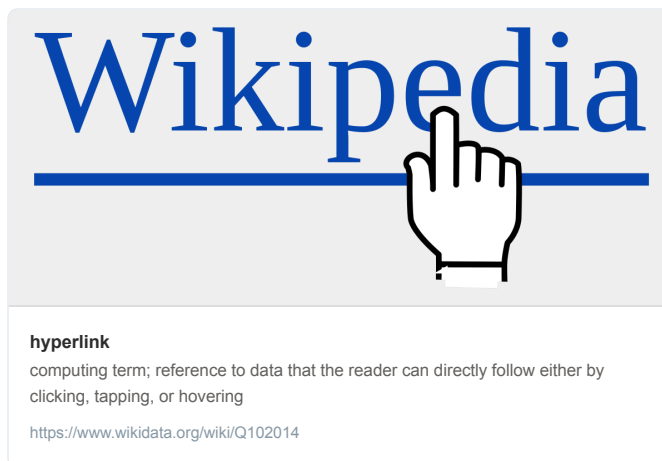 Wikipedia
hyperlink
computing term; reference to data that the reader can directly follow either by
clicking, tapping, or hovering
https://www.wikidata.org/wiki/Q102014